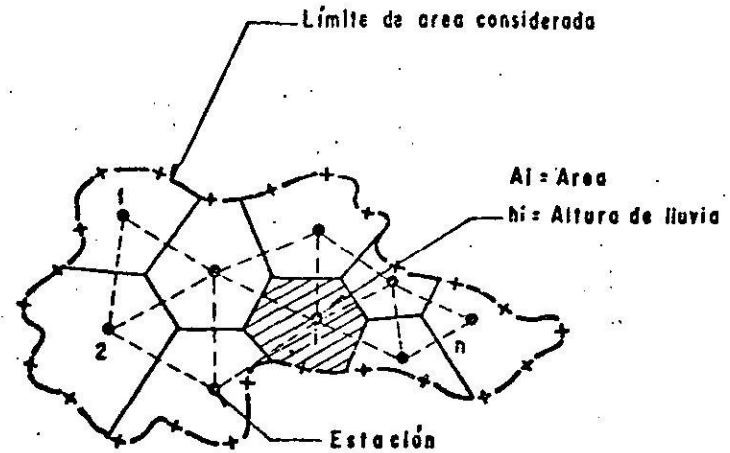 Límite de area considerada
Ai = Area
hi = Altura de lluvia
1
2
i
n
Estación